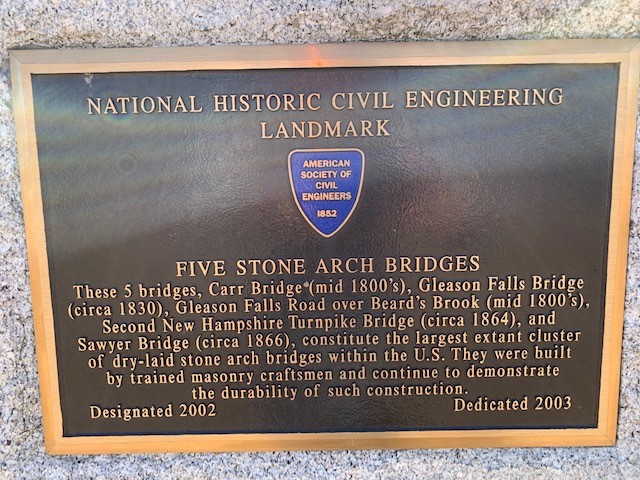 NATIONAL HISTORIC CIVIL ENGINEERING
LANDMARK
AMERICAN
SOCIETY OF
CIVIL
ENGINEERS
1852
FIVE STONE ARCH BRIDGES
These 5 bridges, Carr Bridge (mid 1800's), Gleason Falls Bridge
(circa 1830), Gleason Falls Road over Beard's Brook (mid 1800's),
Second New Hampshire Turnpike Bridge (circa 1864), and
Sawyer Bridge (circa 1866), constitute the largest extant cluster
of dry-laid stone arch bridges within the U.S. They were built
by trained masonry craftsmen and continue to demonstrate
the durability of such construction.
Designated 2002 Dedicated 2003